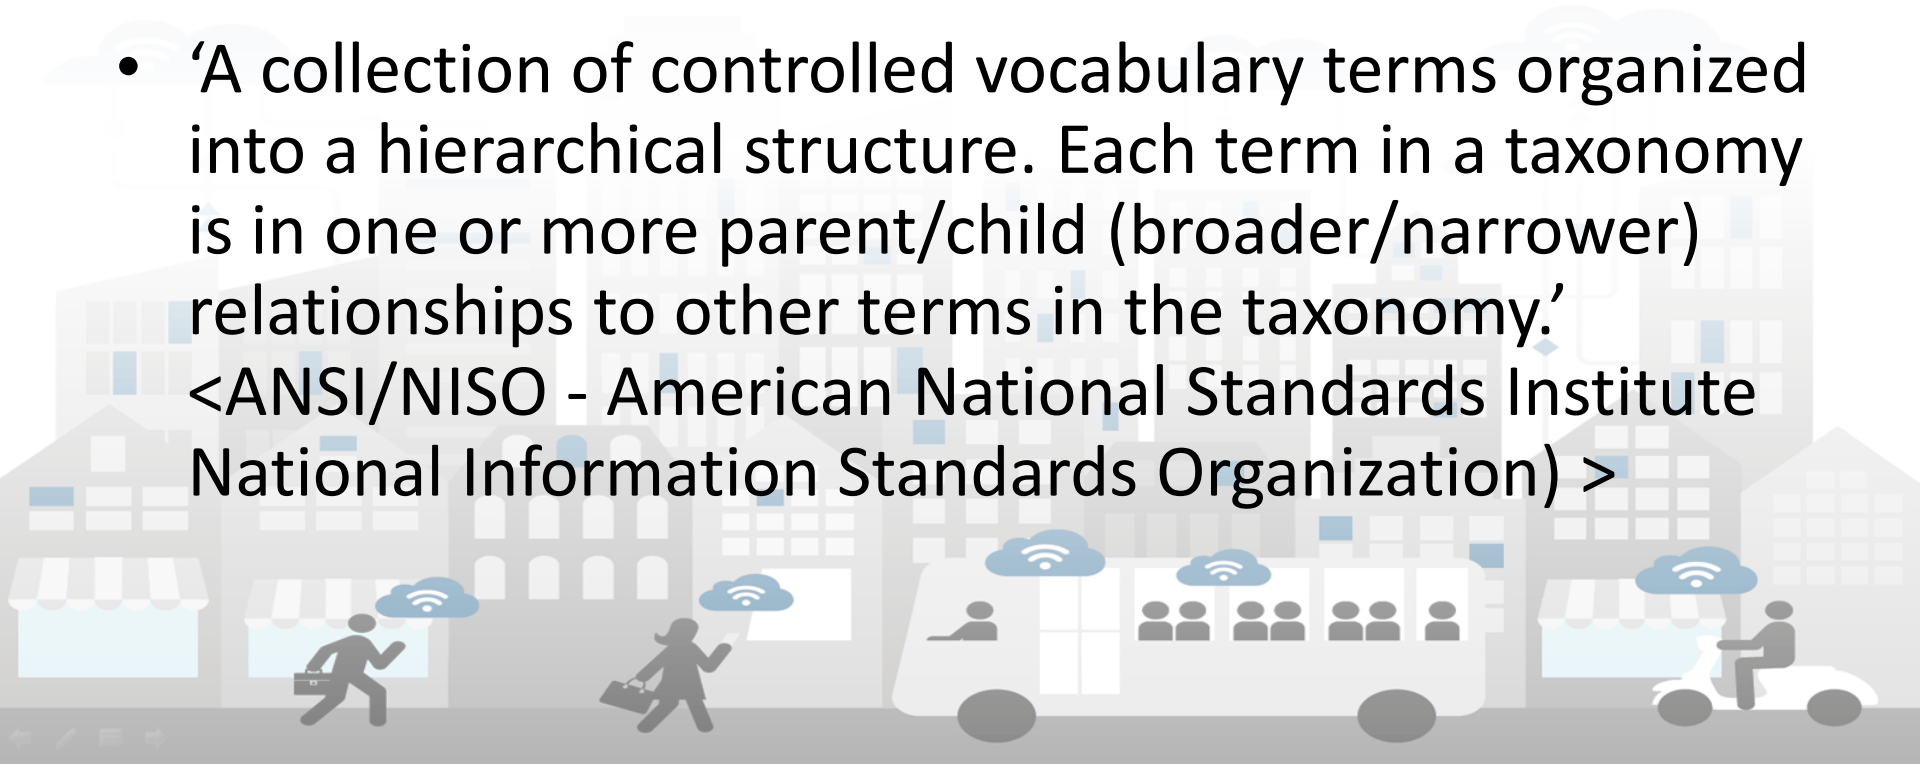 • ‘A collection of controlled vocabulary terms organized
into a hierarchical structure. Each term in a taxonomy
is in one or more parent/child (broader/narrower)
relationships to other terms in the taxonomy.’
<ANSI/NISO - American National Standards Institute
National Information Standards Organization) >